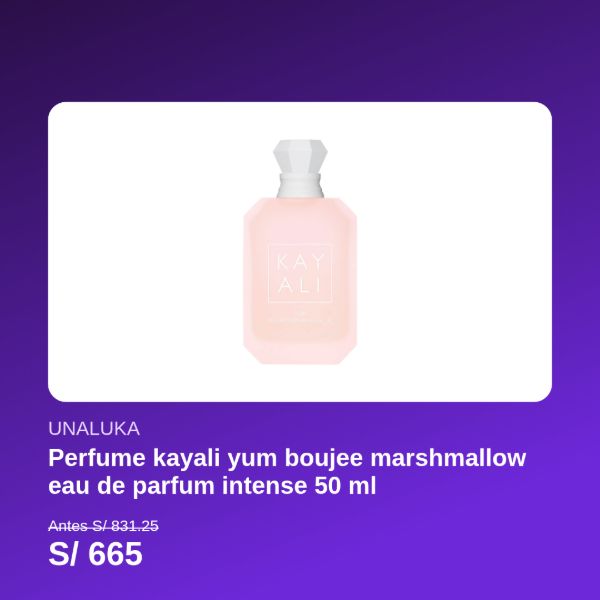 KAY
ALI
UNALUKA
Perfume kayali yum boujee marshmallow
eau de parfum intense 50 ml
Antes S/ 831.25
S/ 665